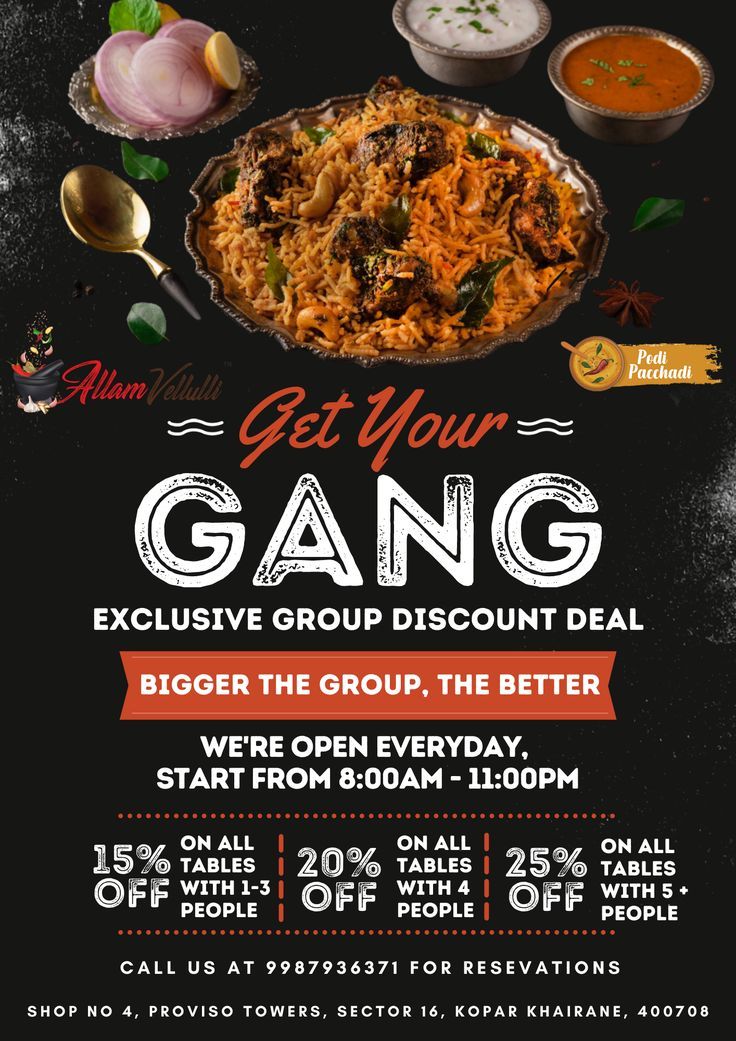 Allam Vellulli
TM
Podi
Pacchadi
Get Your
GANG
EXCLUSIVE GROUP DISCOUNT DEAL
BIGGER THE GROUP, THE BETTER
WE'RE OPEN EVERYDAY,
START FROM 8:00AM - 11:00PM
15%
OFF
ON ALL
TABLES
WITH 1-3
PEOPLE
20%
OFF
ON ALL
TABLES
WITH 4
PEOPLE
25%
OFF
ON ALL
TABLES
WITH 5 +
PEOPLE
CALL US AT 9987936371 FOR RESEVATIONS
SHOP NO 4, PROVISO TOWERS, SECTOR 16, KOPAR KHAIRANE, 400708